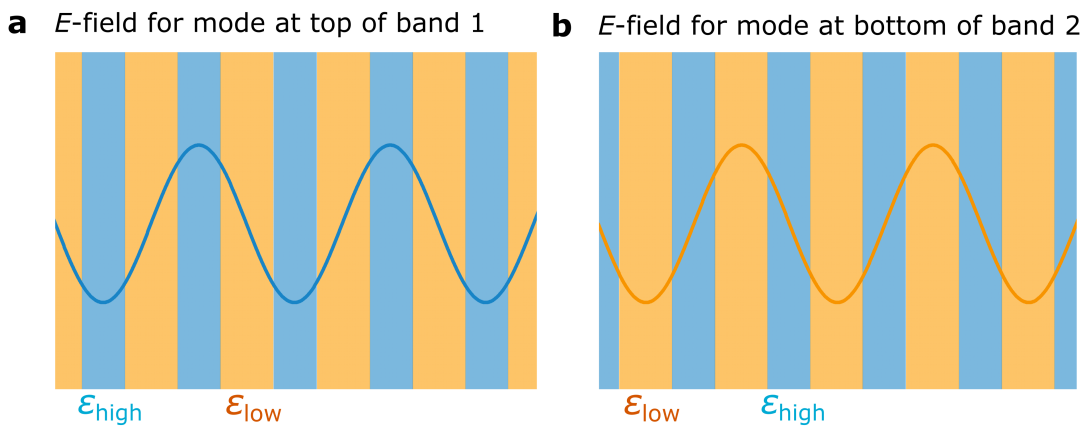 a E-field for mode at top of band 1
εhigh εlow
b E-field for mode at bottom of band 2
εlow εhigh